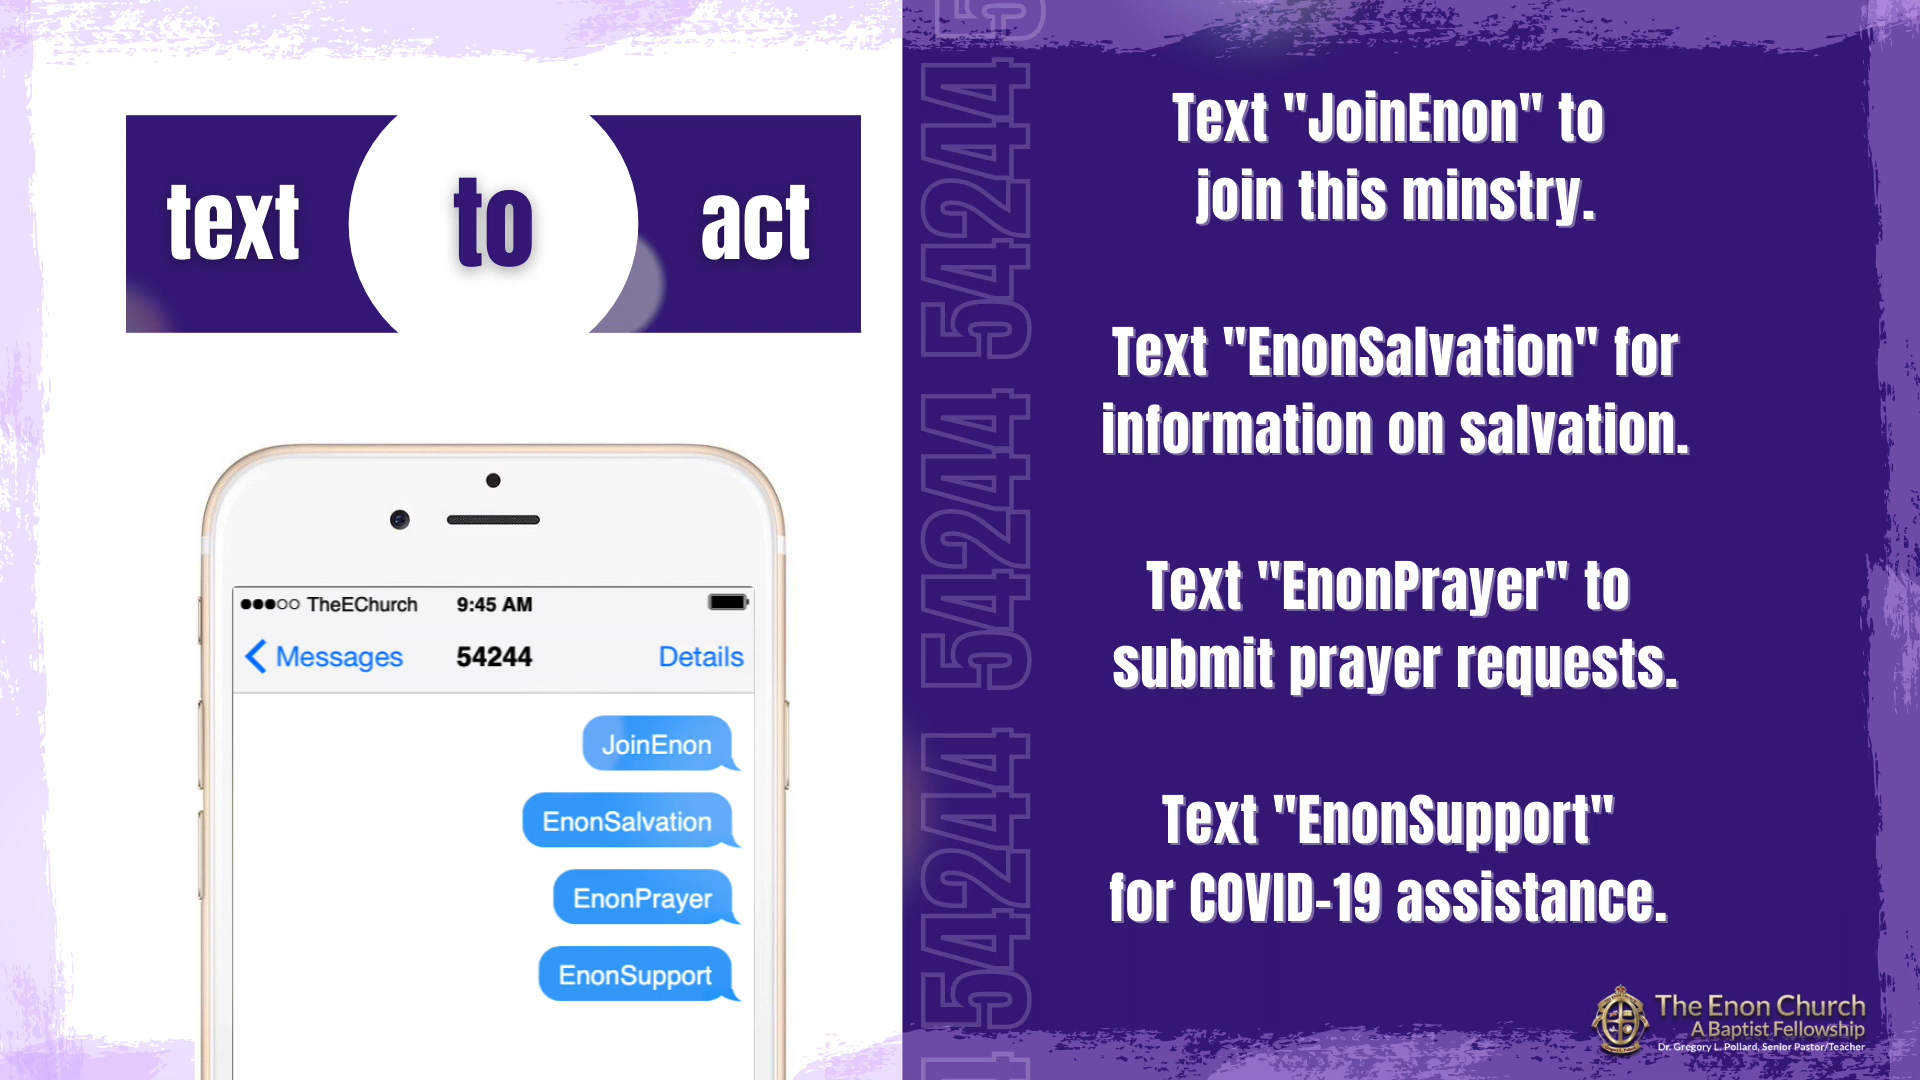 text to act
TheEChurch 9:45 AM
Messages 54244 Details
JoinEnon
EnonSalvation
EnonPrayer
EnonSupport
54244 54244 54244 54244
Text "JoinEnon" to
join this minstry.
Text "EnonSalvation" for
information on salvation.
Text "EnonPrayer" to
submit prayer requests.
Text "EnonSupport"
for COVID-19 assistance.
The Enon Church
A Baptist Fellowship
Dr. Gregory L. Pollard, Senior Pastor/Teacher